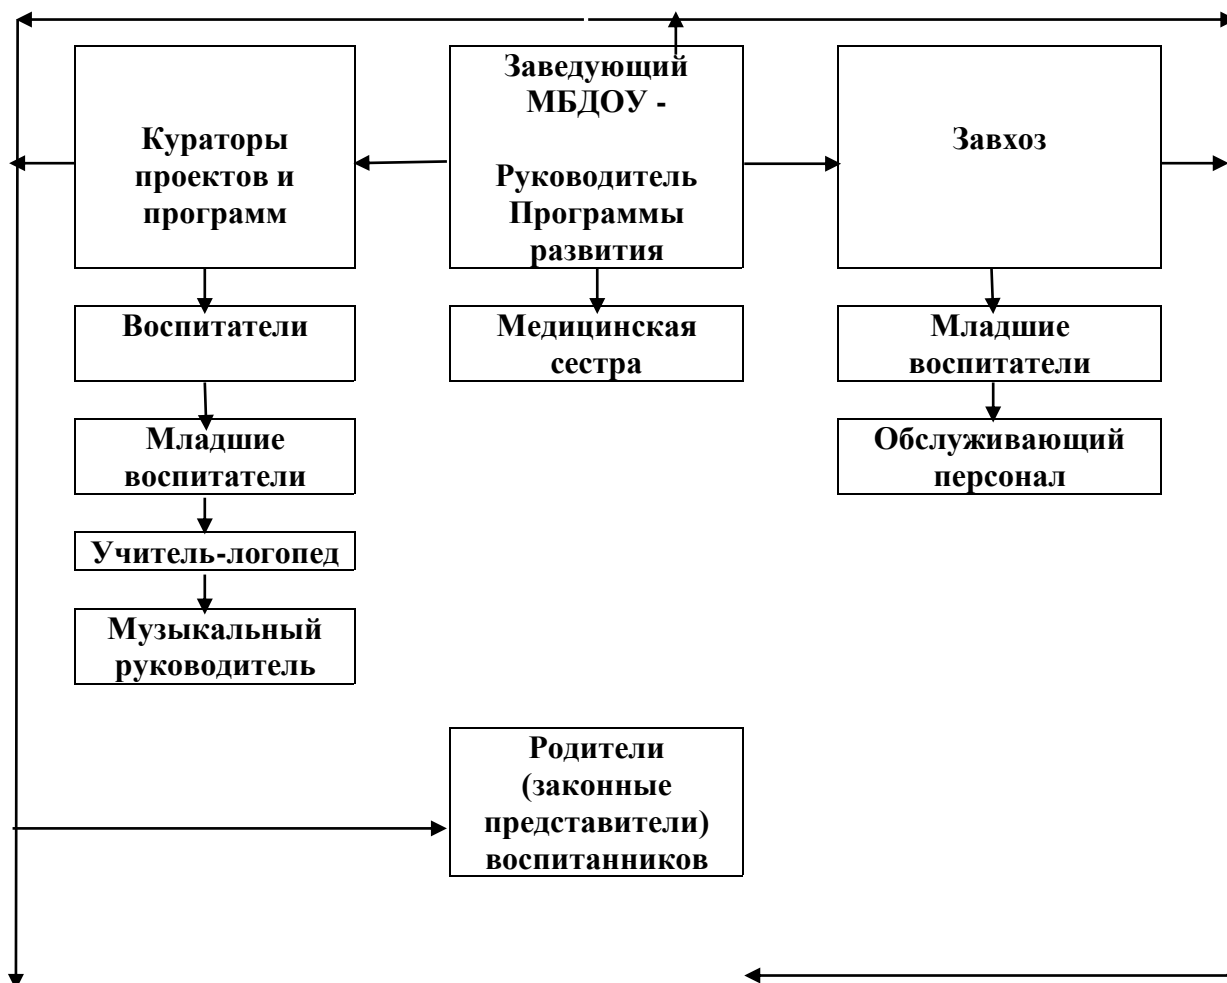 Кураторы
проектов и
программ
Заведующий
МБДОУ -
Руководитель
Программы
развития
Завхоз
Воспитатели
Медицинская
сестра
Младшие
воспитатели
Младшие
воспитатели
Обслуживающий
персонал
Учитель-логопед
Музыкальный
руководитель
Родители
(законные
представители)
воспитанников